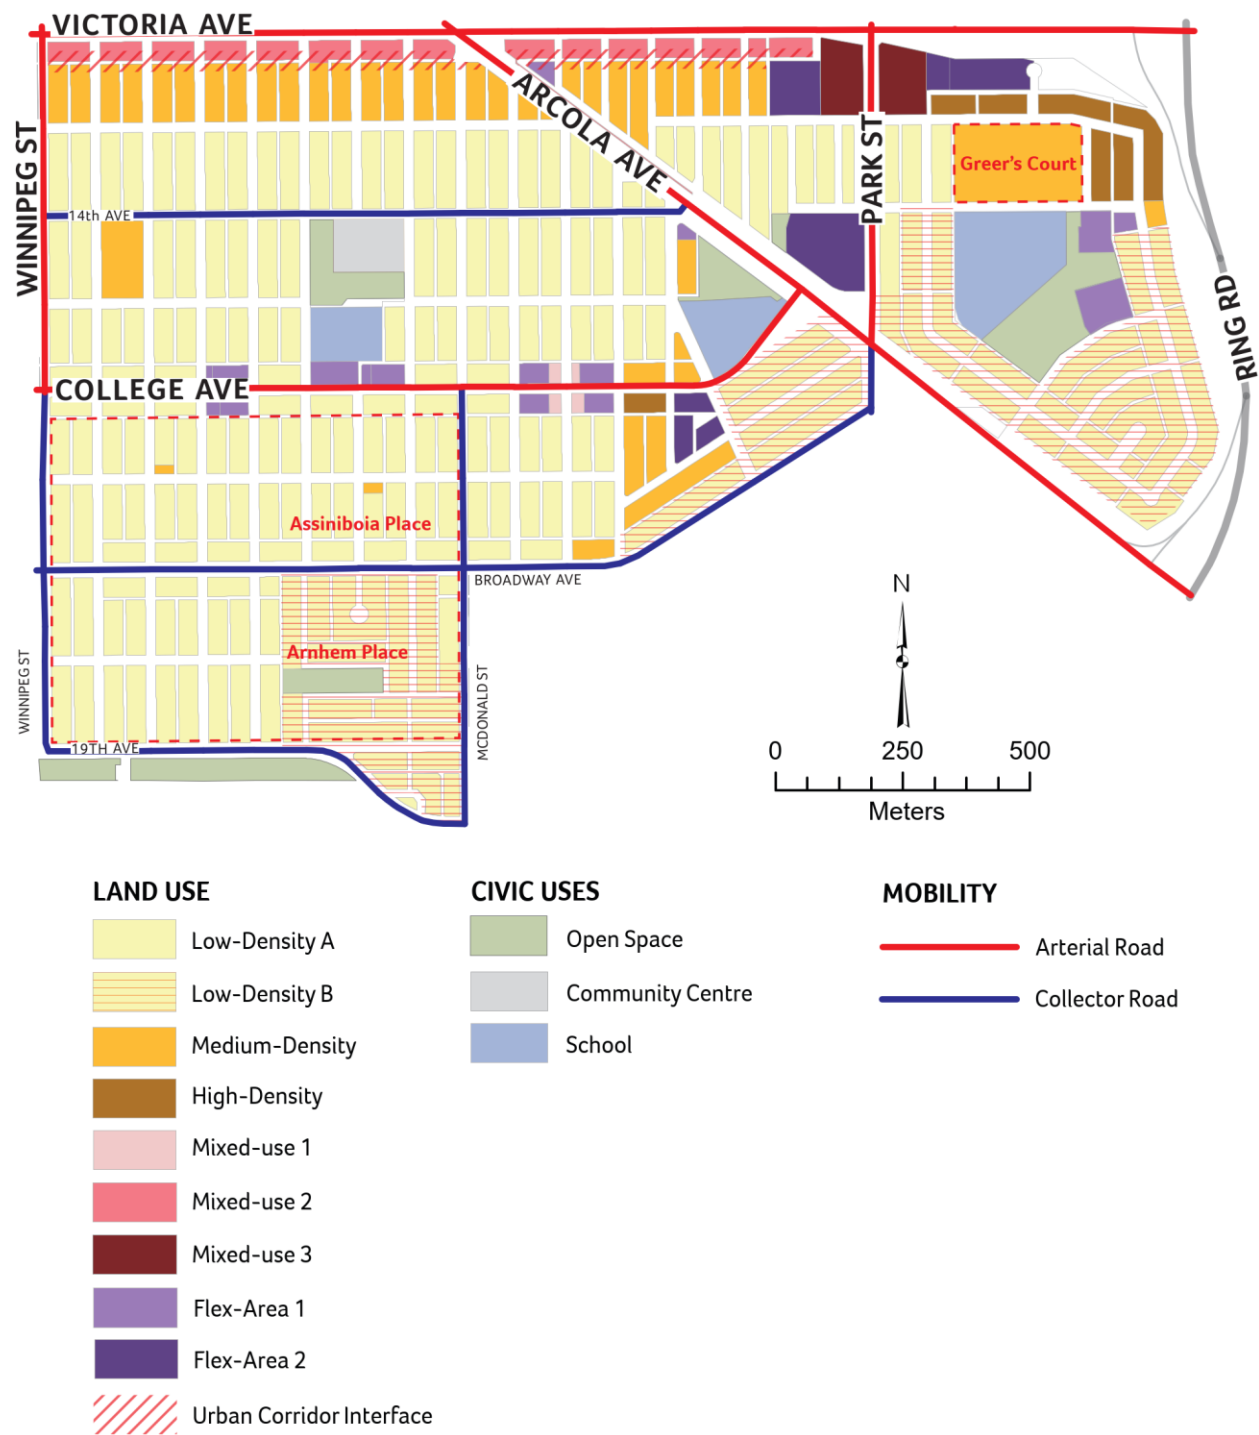 VICTORIA AVE
ARCOLA AVE
WINNIPEG ST
PARK ST
Greer's Court
14th AVE
RING RD
COLLEGE AVE
Assiniboia Place
BROADWAY AVE
N
Arnhem Place
WINNIPEG ST
MCDONALD ST
19TH AVE
0 250 500
Meters
LAND USE
Low-Density A
Low-Density B
Medium-Density
High-Density
Mixed-use 1
Mixed-use 2
Mixed-use 3
Flex-Area 1
Flex-Area 2
Urban Corridor Interface
CIVIC USES
Open Space
Community Centre
School
MOBILITY
Arterial Road
Collector Road